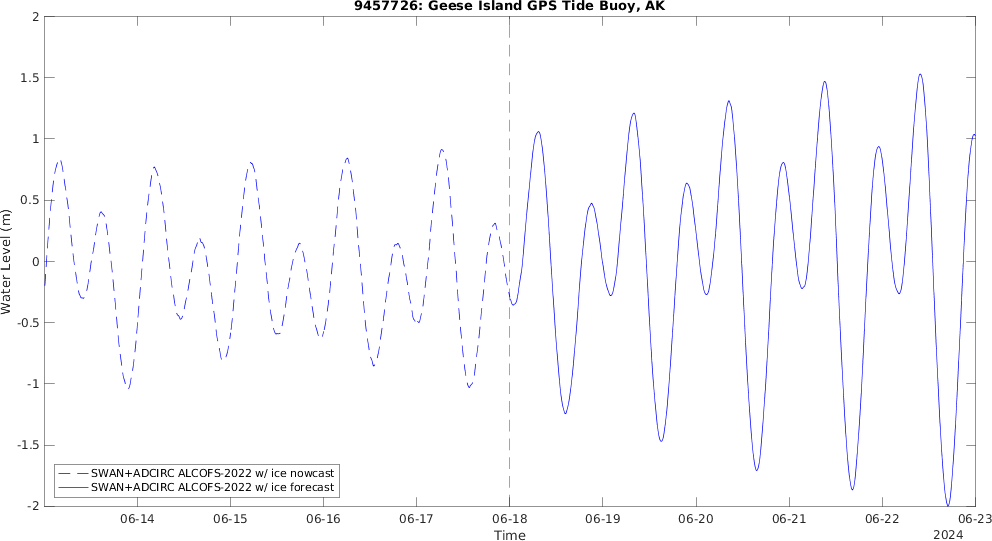 9457726: Geese Island GPS Tide Buoy, AK
2
1.5
1
0.5
0
-0.5
-1
-1.5
-2
Water Level (m)
SWAN+ADCIRC ALCOFS-2022 w/ ice nowcast
SWAN+ADCIRC ALCOFS-2022 w/ ice forecast
06-14 06-15 06-16 06-17 06-18 06-19 06-20 06-21 06-22 06-23
Time
2024